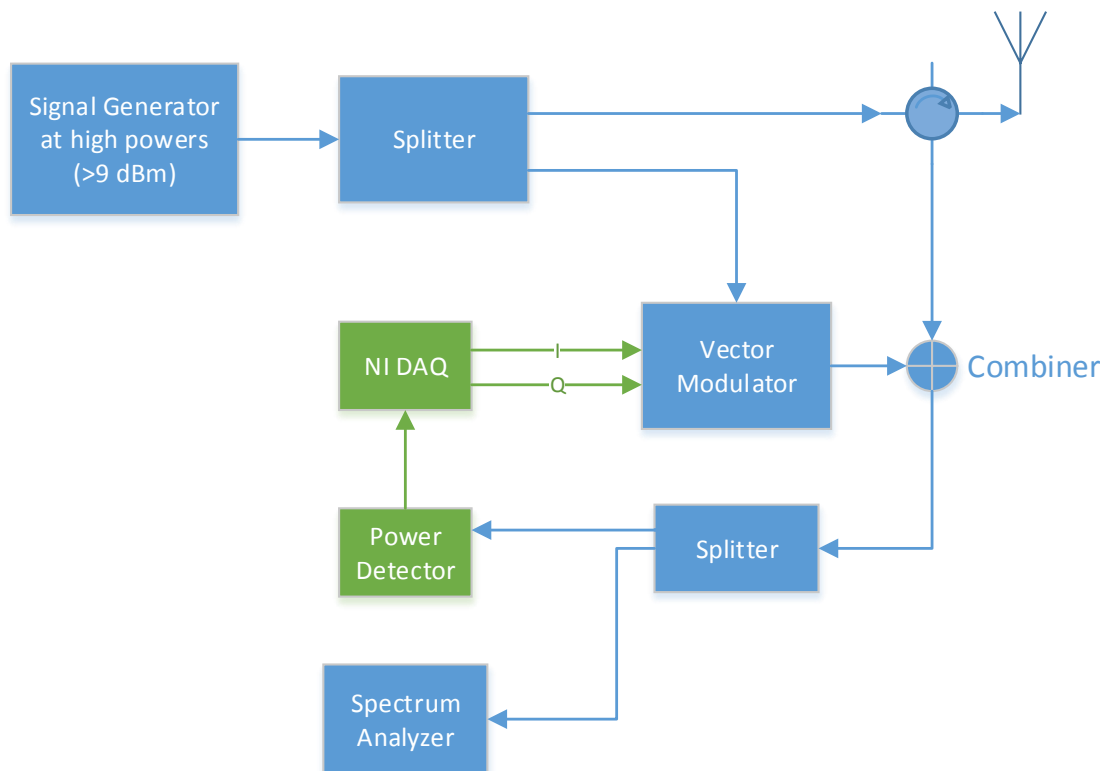 Signal Generator
at high powers
(>9 dBm)
Splitter
NI DAQ
I
Q
Vector
Modulator
Combiner
Power
Detector
Splitter
Spectrum
Analyzer